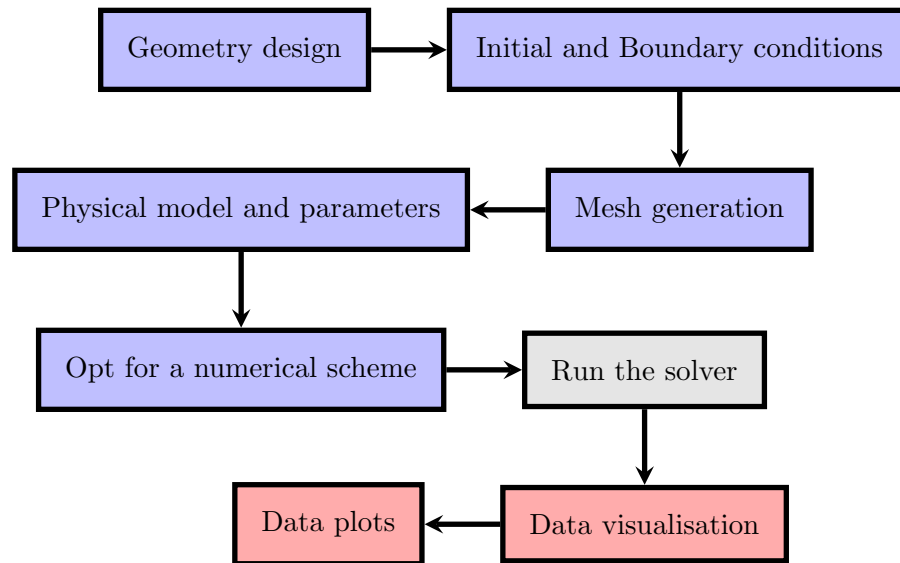 Geometry design
Initial and Boundary conditions
Physical model and parameters
Mesh generation
Opt for a numerical scheme
Run the solver
Data plots
Data visualisation